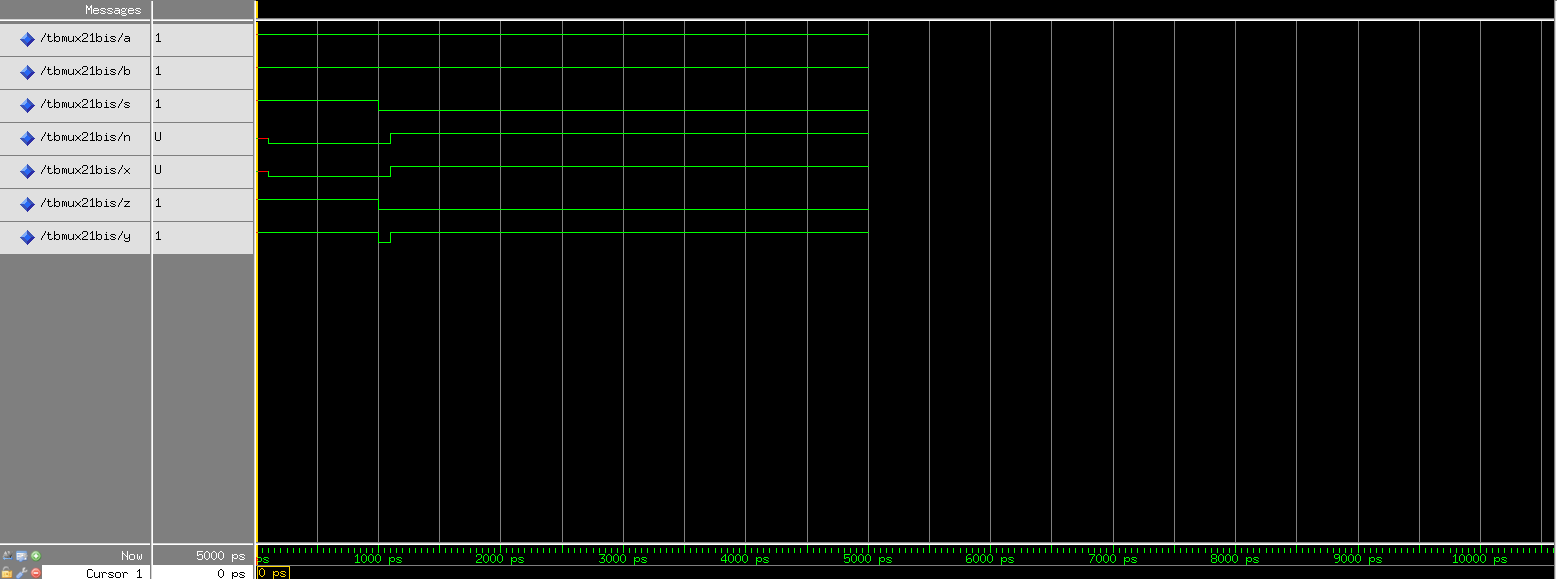 Messages
/tbmux21bis/a 1
/tbmux21bis/b 1
/tbmux21bis/s 1
/tbmux21bis/n U
/tbmux21bis/x U
/tbmux21bis/z 1
/tbmux21bis/y 1
Now 5000 ps ps 1000 ps 2000 ps 3000 ps 4000 ps 5000 ps 6000 ps 7000 ps 8000 ps 9000 ps 10000 ps
Cursor 1 0 ps 0 ps